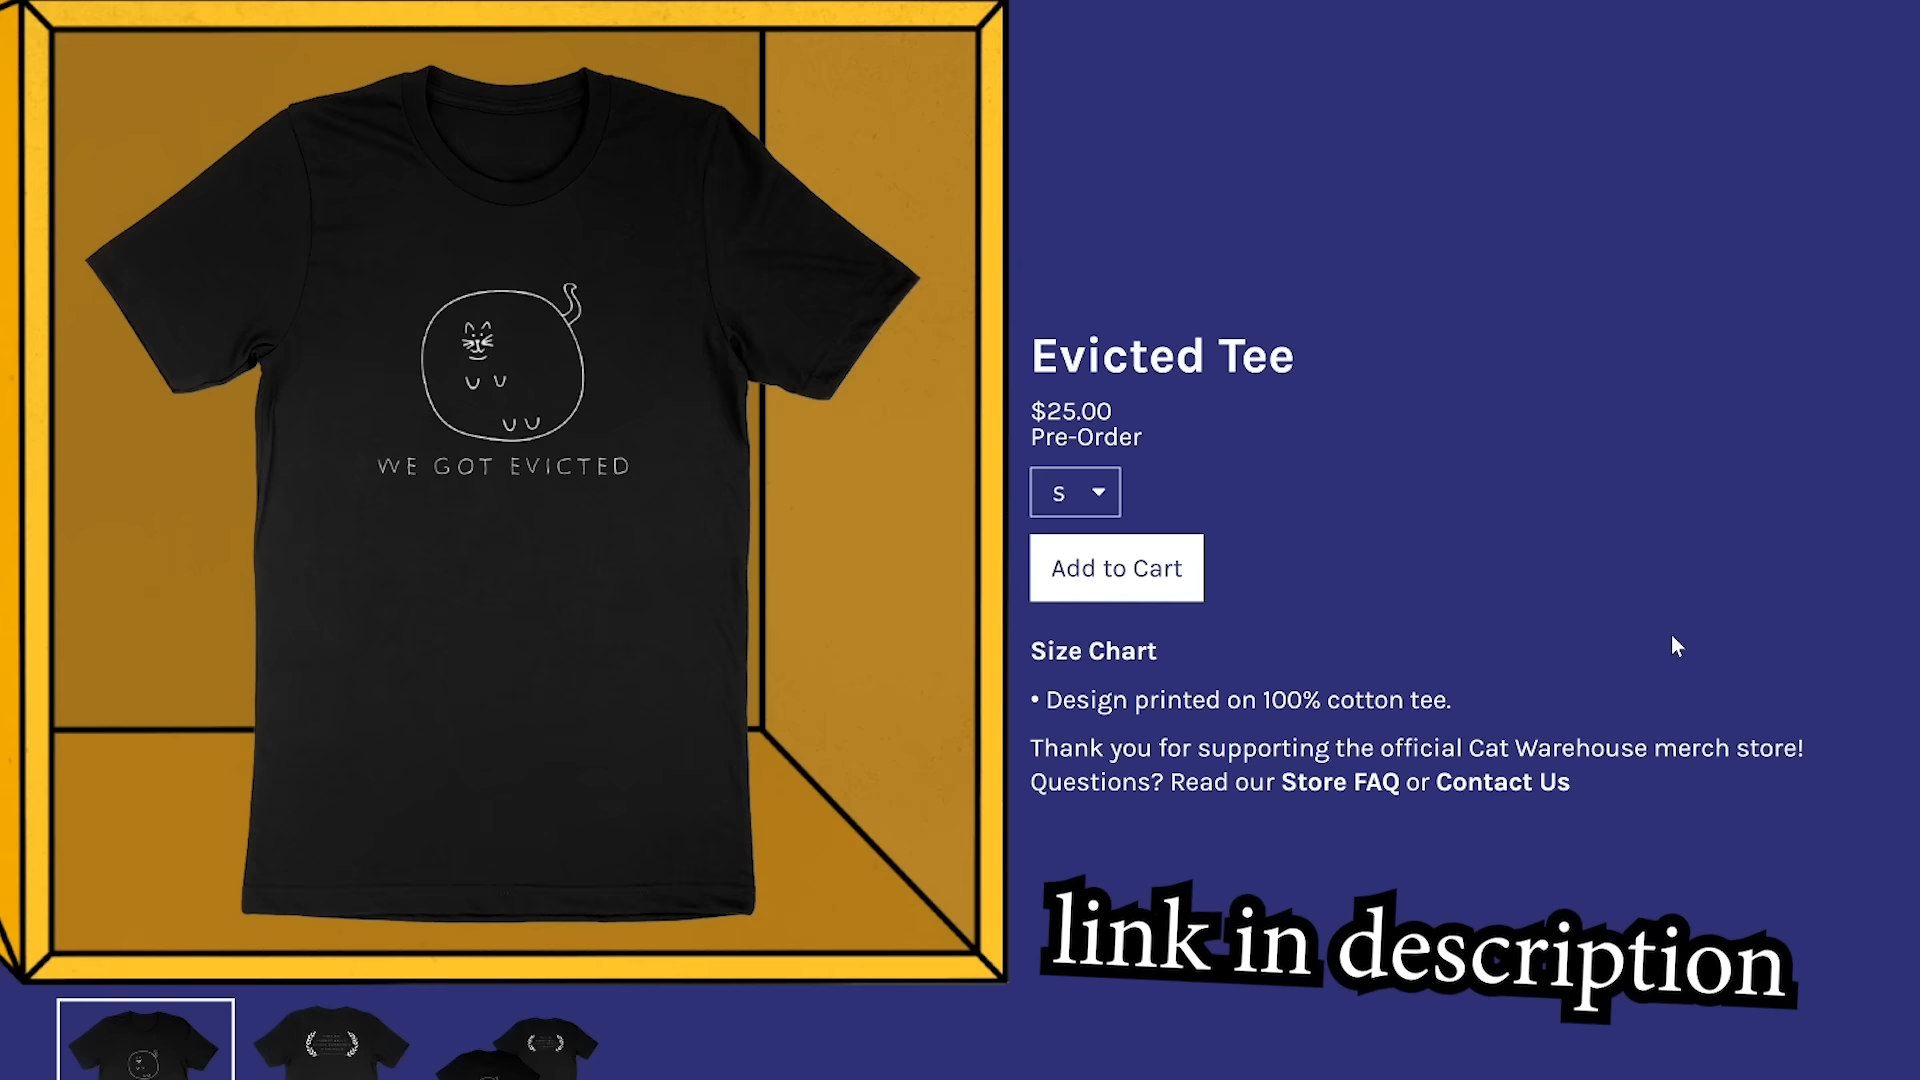 WE GOT EVICTED
Evicted Tee
$25.00
Pre-Order
S
Add to Cart
Size Chart
• Design printed on 100% cotton tee.
Thank you for supporting the official Cat Warehouse merch store!
Questions? Read our Store FAQ or Contact Us
link in description